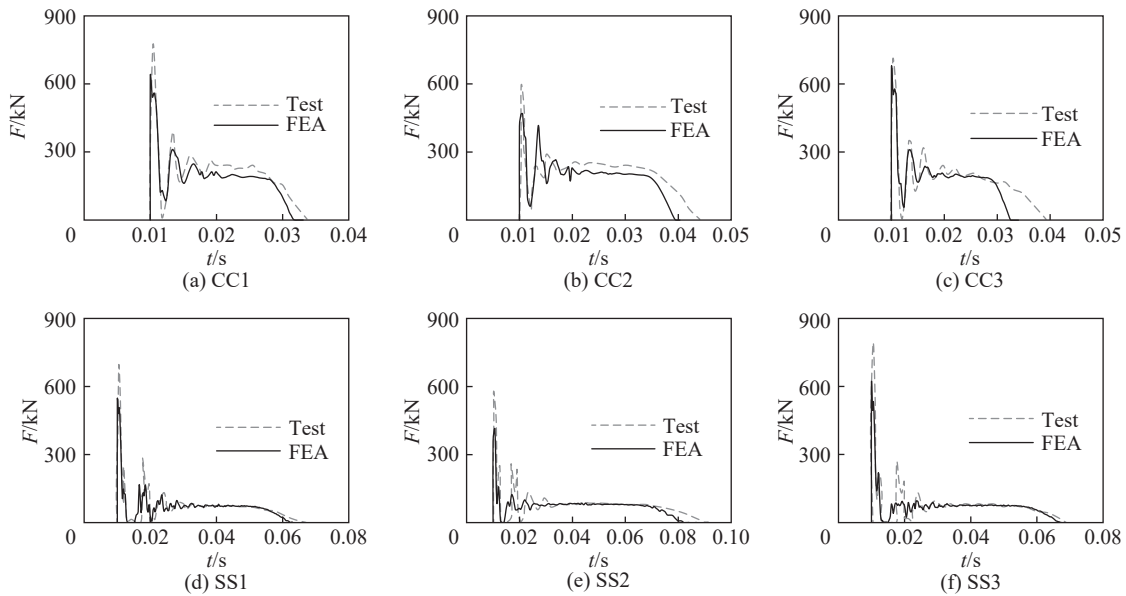 900
600
300
0
F/kN
Test
FEA
0.01 0.02 0.03 0.04
t/s
(a) CC1
900
600
300
0
F/kN
Test
FEA
0.01 0.02 0.03 0.04 0.05
t/s
(b) CC2
900
600
300
0
F/kN
Test
FEA
0.01 0.02 0.03 0.04 0.05
t/s
(c) CC3
900
600
300
0
F/kN
Test
FEA
0.02 0.04 0.06 0.08
t/s
(d) SS1
900
600
300
0
F/kN
Test
FEA
0.02 0.04 0.06 0.08 0.10
t/s
(e) SS2
900
600
300
0
F/kN
Test
FEA
0.02 0.04 0.06 0.08
t/s
(f) SS3